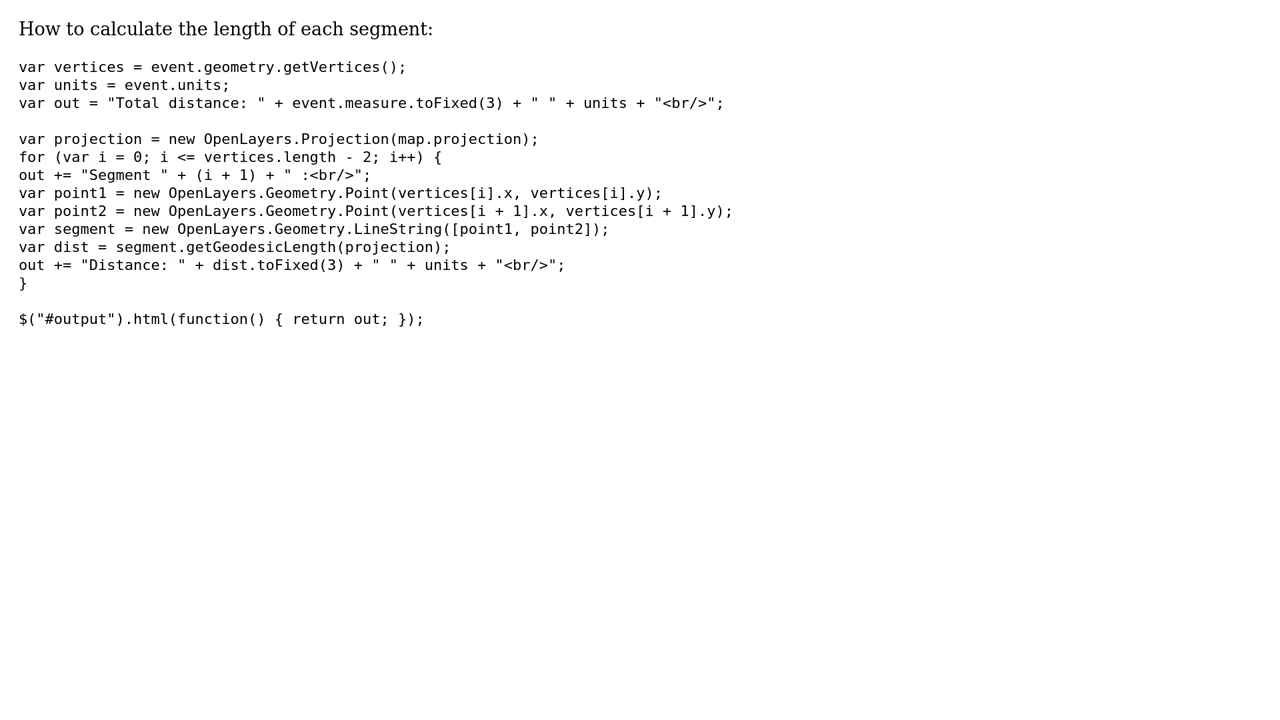 How to calculate the length of each segment:
var vertices = event.geometry.getVertices();
var units = event.units;
var out = "Total distance: " + event.measure.toFixed(3) + " " + units + "<br/>";
var projection = new OpenLayers.Projection(map.projection);
for (var i = 0; i <= vertices.length - 2; i++) {
out += "Segment " + (i + 1) + " :<br/>";
var point1 = new OpenLayers.Geometry.Point(vertices[i].x, vertices[i].y);
var point2 = new OpenLayers.Geometry.Point(vertices[i + 1].x, vertices[i + 1].y);
var segment = new OpenLayers.Geometry.LineString([point1, point2]);
var dist = segment.getGeodesicLength(projection);
out += "Distance: " + dist.toFixed(3) + " " + units + "<br/>";
}
$("#output").html(function() { return out; });